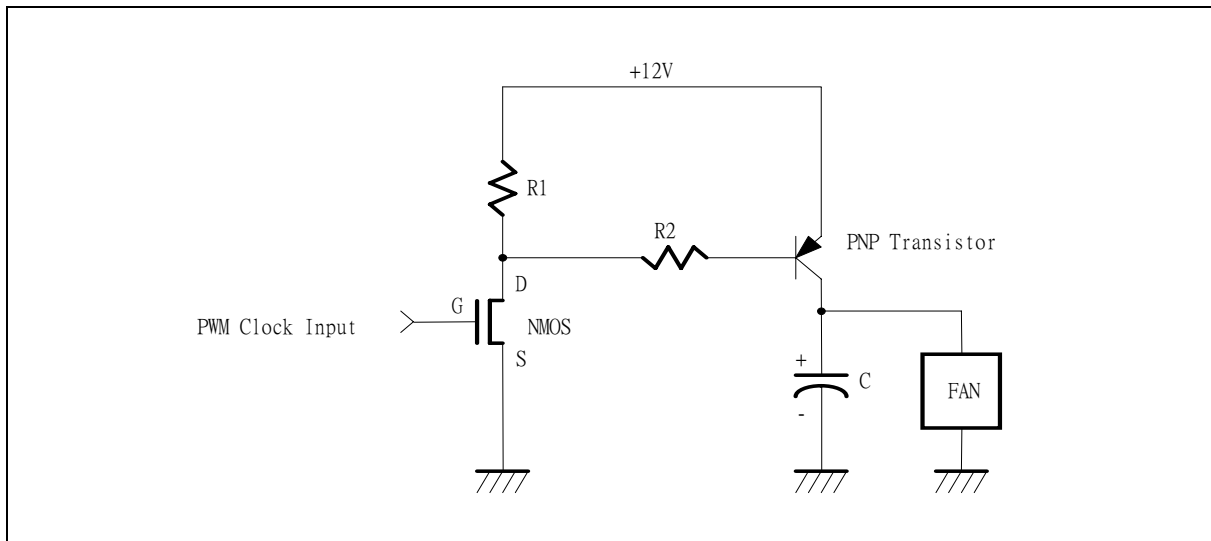 +12V
R1
R2
PNP Transistor
D
G
PWM Clock Input
NMOS
S
+
C
FAN
-